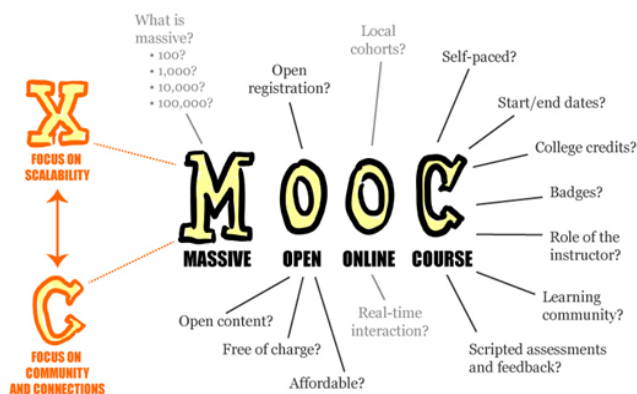 What is
massive?
• 100?
• 1,000?
• 10,000?
• 100,000?
Open
registration?
Local
cohorts?
Self-paced?
Start/end dates?
College credits?
Badges?
Role of the
instructor?
Learning
community?
Scripted assessments
and feedback?
X
FOCUS ON
SCALABILITY
C
FOCUS ON
COMMUNITY
AND CONNECTIONS
MOOC
MASSIVE OPEN ONLINE COURSE
Open content?
Free of charge?
Affordable?
Real-time
interaction?